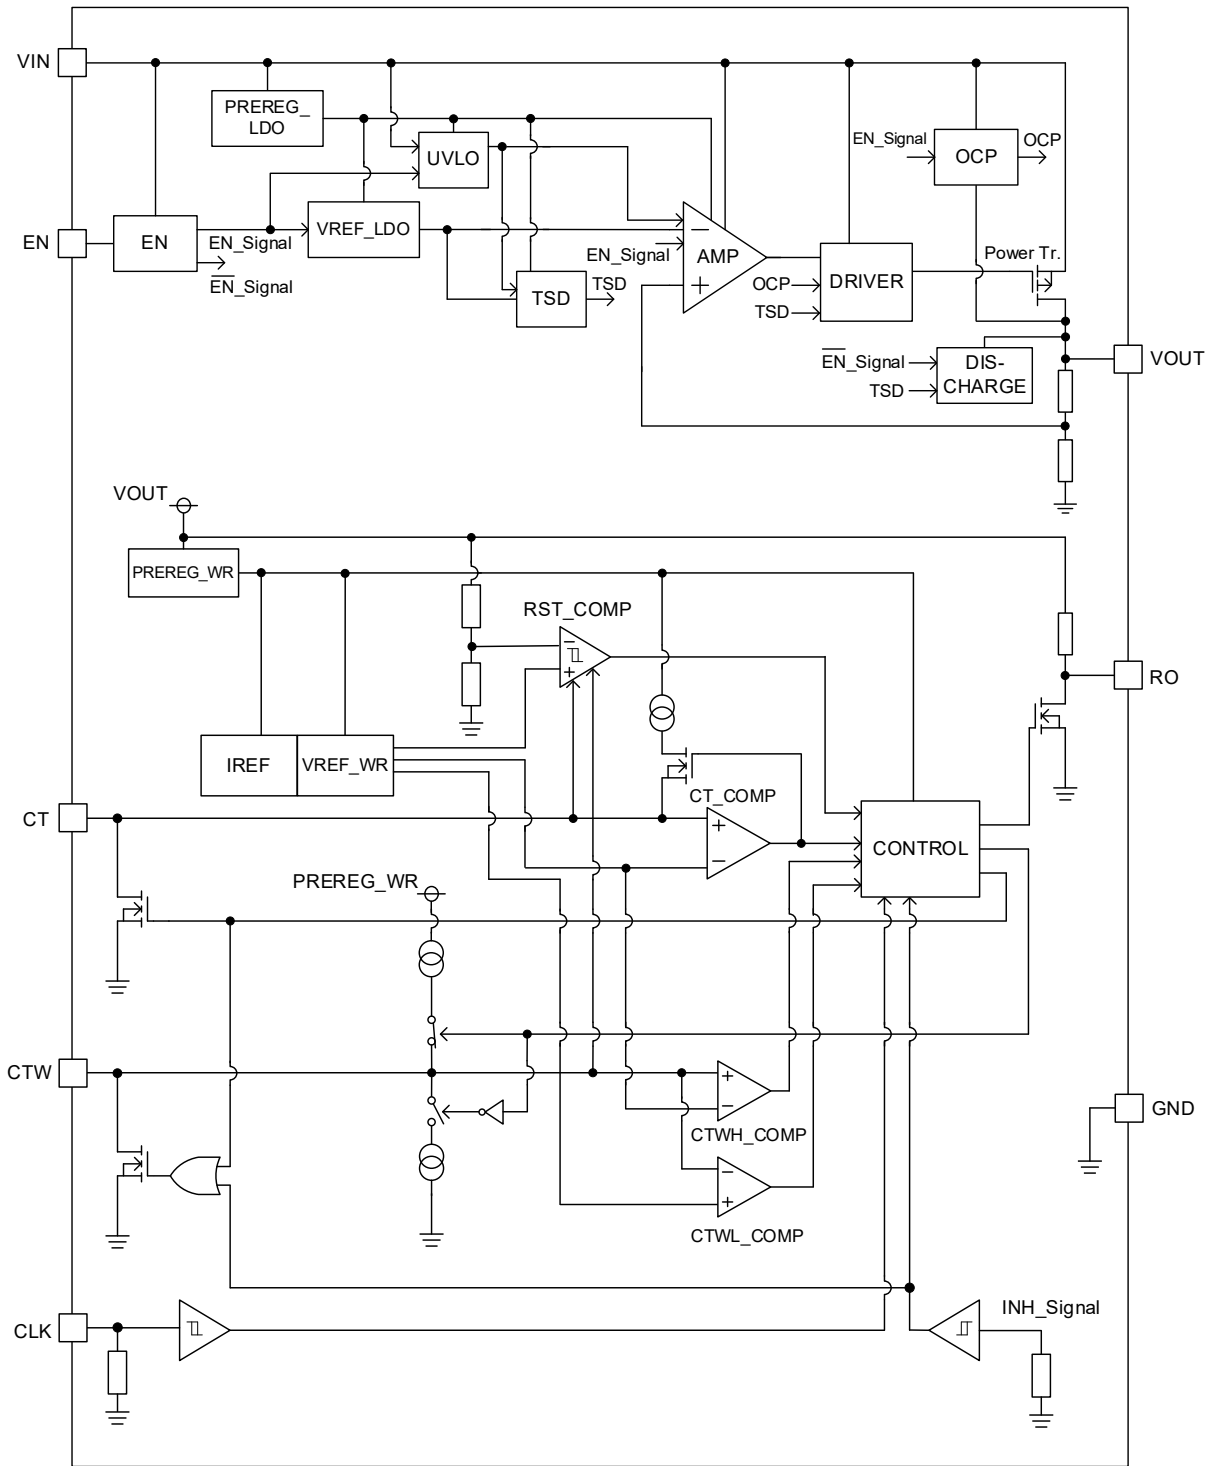 VIN
PREREG_
LDO
UVLO
EN_Signal
OCP
OCP
EN
EN
EN_Signal
E̅N̅_Signal
VREF_LDO
EN_Signal
AMP
−
+
TSD
TSD
OCP
TSD
DRIVER
Power Tr.
E̅N̅_Signal
TSD
DIS-
CHARGE
VOUT
VOUT
PREREG_WR
RST_COMP
−
+
RO
IREF
VREF_WR
CT
CT_COMP
+
−
CONTROL
PREREG_WR
CTW
+
−
CTWH_COMP
GND
−
+
CTWL_COMP
CLK
INH_Signal